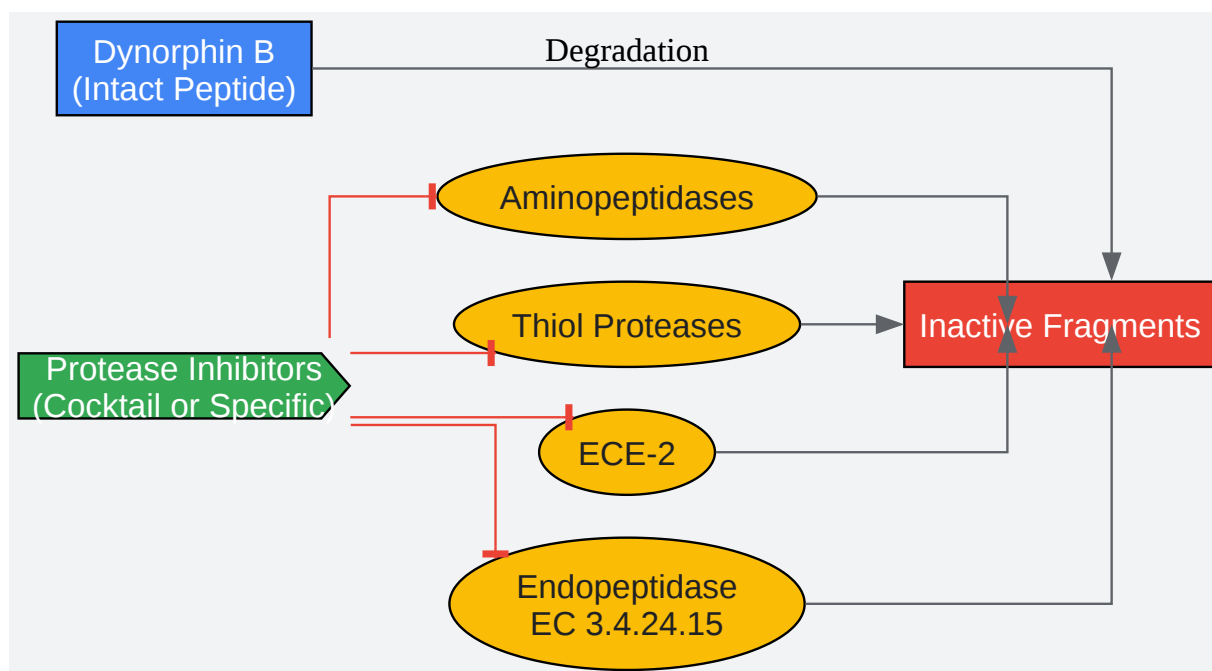 Dynorphin B
(Intact Peptide)
Degradation
Aminopeptidases
Thiol Proteases
Inactive Fragments
Protease Inhibitors
(Cocktail or Specific)
ECE-2
Endopeptidase
EC 3.4.24.15